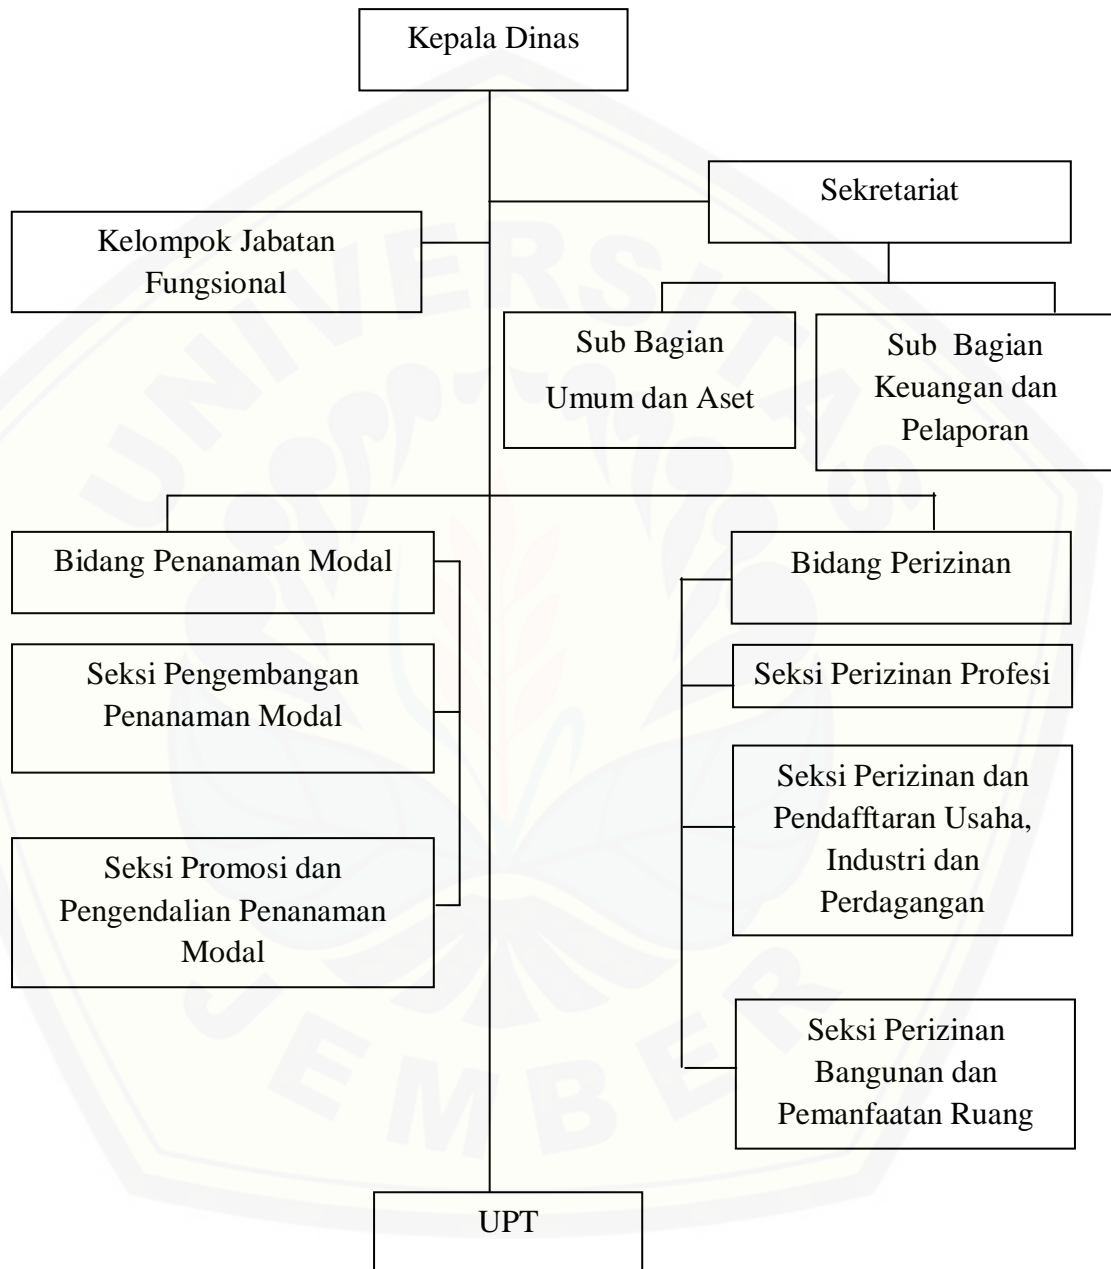 Kepala Dinas
Sekretariat
Kelompok Jabatan
Fungsional
Sub Bagian
Umum dan Aset
Sub Bagian
Keuangan dan
Pelaporan
Bidang Penanaman Modal
Bidang Perizinan
Seksi Pengembangan
Penanaman Modal
Seksi Perizinan Profesi
Seksi Perizinan dan
Pendafftaran Usaha,
Industri dan
Perdagangan
Seksi Promosi dan
Pengendalian Penanaman
Modal
Seksi Perizinan
Bangunan dan
Pemanfaatan Ruang
UPT
UNIVERSITAS
JEMBER